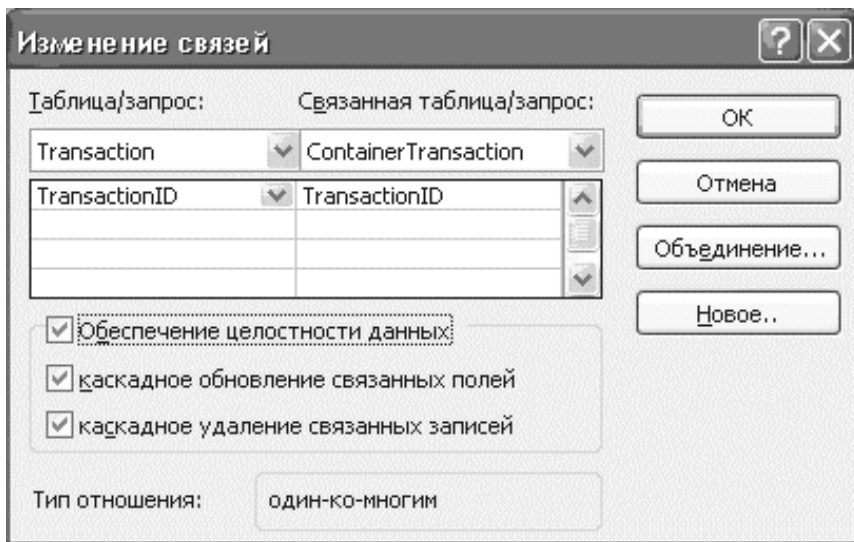 Изменение связей
Таблица/запрос: Связанная таблица/запрос:
Transaction ContainerTransaction
TransactionID TransactionID
Обеспечение целостности данных
каскадное обновление связанных полей
каскадное удаление связанных записей
Тип отношения: один-ко-многим
ОК
Отмена
Объединение...
Новое..